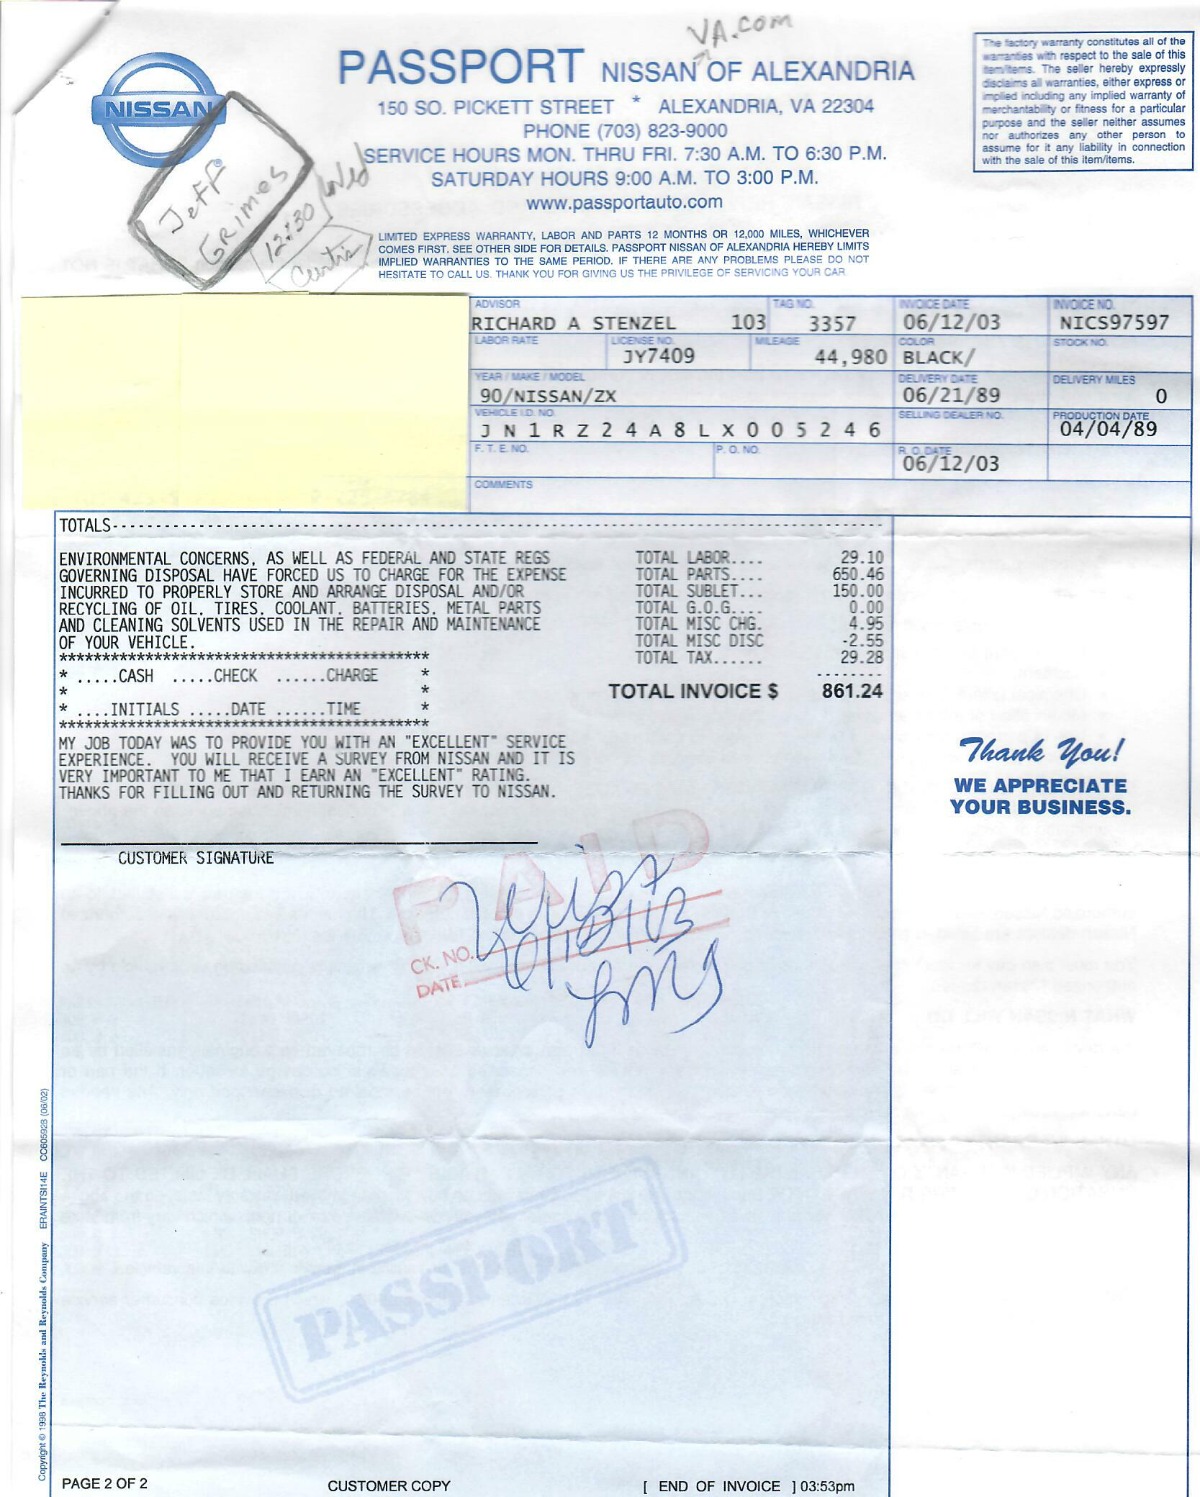 VA.com
PASSPORT NISSAN OF ALEXANDRIA
150 SO. PICKETT STREET * ALEXANDRIA, VA 22304
PHONE (703) 823-9000
SERVICE HOURS MON. THRU FRI. 7:30 A.M. TO 6:30 P.M.
SATURDAY HOURS 9:00 A.M. TO 3:00 P.M.
www.passportauto.com
NISSAN
Jeff
Grimes
12:30 Wed
Curtis
The factory warranty constitutes all of the
warranties with respect to the sale of this
item/items. The seller hereby expressly
disclaims all warranties, either express or
implied including any implied warranty of
merchantability or fitness for a particular
purpose and the seller neither assumes
nor authorizes any other person to
assume for it any liability in connection
with the sale of this item/items.
LIMITED EXPRESS WARRANTY, LABOR AND PARTS 12 MONTHS OR 12,000 MILES, WHICHEVER
COMES FIRST. SEE OTHER SIDE FOR DETAILS. PASSPORT NISSAN OF ALEXANDRIA HEREBY LIMITS
IMPLIED WARRANTIES TO THE SAME PERIOD. IF THERE ARE ANY PROBLEMS PLEASE DO NOT
HESITATE TO CALL US. THANK YOU FOR GIVING US THE PRIVILEGE OF SERVICING YOUR CAR
ADVISOR TAG NO. INVOICE DATE INVOICE NO.
RICHARD A STENZEL 103 3357 06/12/03 NICS97597
LABOR RATE LICENSE NO. MILEAGE COLOR STOCK NO.
JY7409 44,980 BLACK/
YEAR / MAKE / MODEL DELIVERY DATE DELIVERY MILES
90/NISSAN/ZX 06/21/89 0
VEHICLE I.D. NO. SELLING DEALER NO. PRODUCTION DATE
J N 1 R Z 2 4 A 8 L X 0 0 5 2 4 6 04/04/89
F. T. E. NO. P. O. NO. R. O. DATE
06/12/03
COMMENTS
TOTALS----------------------------------------------------------
ENVIRONMENTAL CONCERNS, AS WELL AS FEDERAL AND STATE REGS TOTAL LABOR.... 29.10
GOVERNING DISPOSAL HAVE FORCED US TO CHARGE FOR THE EXPENSE TOTAL PARTS.... 650.46
INCURRED TO PROPERLY STORE AND ARRANGE DISPOSAL AND/OR TOTAL SUBLET... 150.00
RECYCLING OF OIL, TIRES, COOLANT, BATTERIES, METAL PARTS TOTAL G.O.G.... 0.00
AND CLEANING SOLVENTS USED IN THE REPAIR AND MAINTENANCE TOTAL MISC CHG. 4.95
OF YOUR VEHICLE. TOTAL MISC DISC -2.55
******************************************* TOTAL TAX...... 29.28
* .....CASH .....CHECK ......CHARGE * --------
* * TOTAL INVOICE $ 861.24
* ....INITIALS .....DATE ......TIME *
*******************************************
MY JOB TODAY WAS TO PROVIDE YOU WITH AN "EXCELLENT" SERVICE
EXPERIENCE. YOU WILL RECEIVE A SURVEY FROM NISSAN AND IT IS
VERY IMPORTANT TO ME THAT I EARN AN "EXCELLENT" RATING.
THANKS FOR FILLING OUT AND RETURNING THE SURVEY TO NISSAN.
Thank You!
WE APPRECIATE
YOUR BUSINESS.
CUSTOMER SIGNATURE
PAID
CK. NO.
DATE
PASSPORT
Copyright © 1998 The Reynolds and Reynolds Company ERAINTSI14E CC605928 (06/02)
PAGE 2 OF 2 CUSTOMER COPY [ END OF INVOICE ] 03:53pm